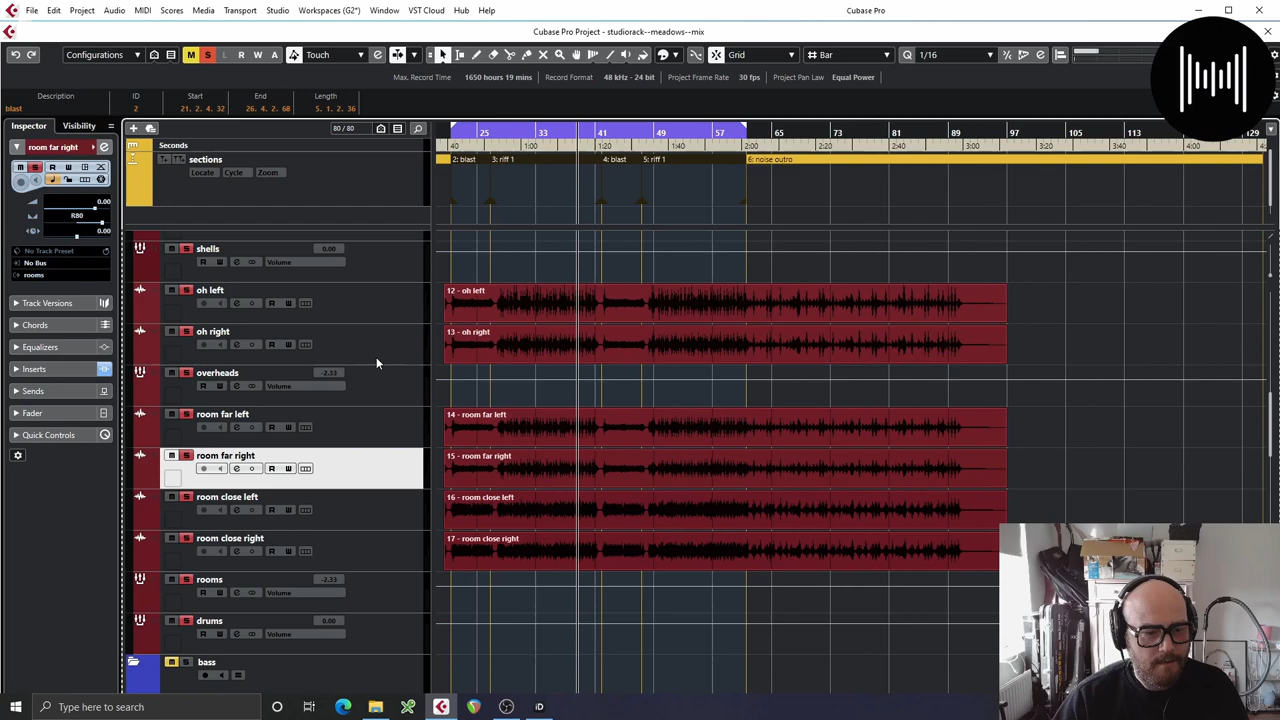 File Edit Project Audio MIDI Scores Media Transport Studio Workspaces (G2*) Window VST Cloud Hub Help Cubase Pro
Cubase Pro Project - studiorack--meadows--mix
Configurations M S L R W A Touch Grid Bar Q 1/16
Max. Record Time 1650 hours 19 mins Record Format 48 kHz - 24 bit Project Frame Rate 30 fps Project Pan Law Equal Power
Description ID Start End Length
blast 2 21. 2. 4. 32 26. 4. 2. 68 5. 1. 2. 36
Inspector Visibility 80 / 80 25 33 41 49 57 65 73 81 89 97 105 113 121 129
room far right Seconds 40 1:00 1:20 1:40 2:00 2:20 2:40 3:00 3:20 3:40 4:00
sections 2: blast 3: riff 1 4: blast 5: riff 1 6: noise outro
Locate Cycle Zoom
0.00
R80
0.00
No Track Preset
No Bus
rooms
Track Versions
Chords
Equalizers
Inserts
Sends
Fader
Quick Controls
shells 0.00
R W e Volume
oh left 12 - oh left
oh right 13 - oh right
overheads -2.33
R W e Volume
room far left 14 - room far left
room far right 15 - room far right
room close left 16 - room close left
room close right 17 - room close right
rooms -2.33
R W e Volume
drums 0.00
R W e Volume
bass
Type here to search iD